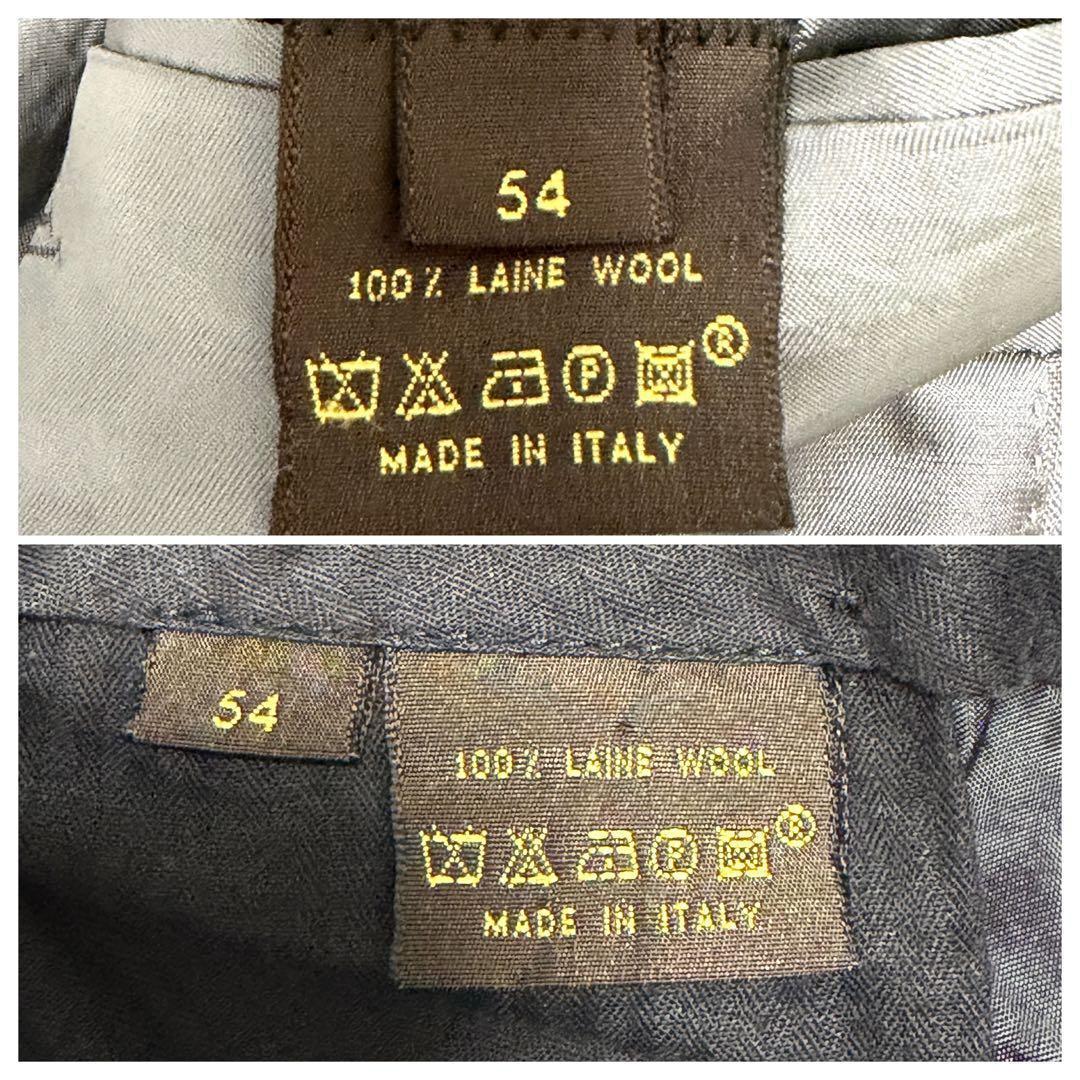 54
100% LAINE WOOL
P ®
MADE IN ITALY
54
100% LAINE WOOL
P ®
MADE IN ITALY